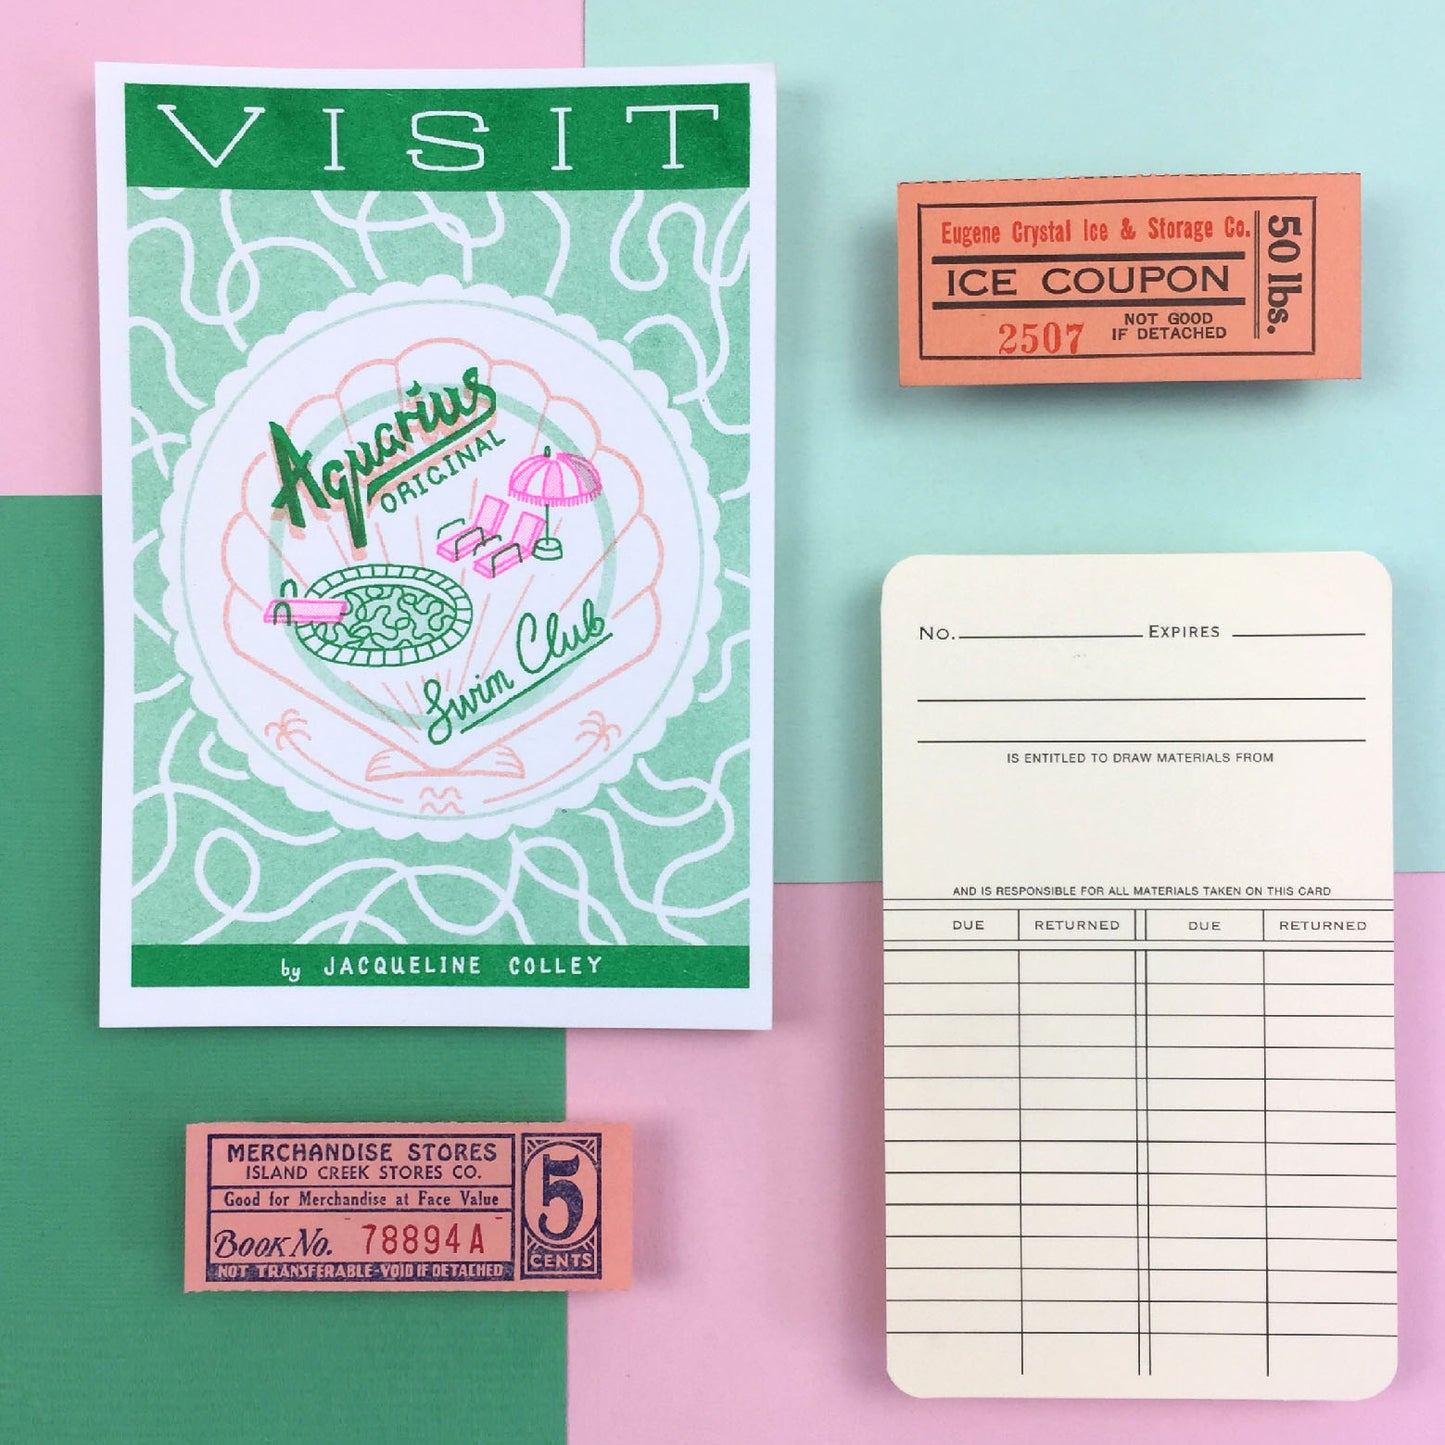 VISIT
Aquarius
ORIGINAL
Swim Club
by JACQUELINE COLLEY
Eugene Crystal Ice & Storage Co.
ICE COUPON
2507
NOT GOOD
IF DETACHED
50 lbs.
No. EXPIRES
IS ENTITLED TO DRAW MATERIALS FROM
AND IS RESPONSIBLE FOR ALL MATERIALS TAKEN ON THIS CARD
DUE RETURNED DUE RETURNED
MERCHANDISE STORES
ISLAND CREEK STORES CO.
Good for Merchandise at Face Value
Book No. 78894A
NOT TRANSFERABLE-VOID IF DETACHED
5
CENTS